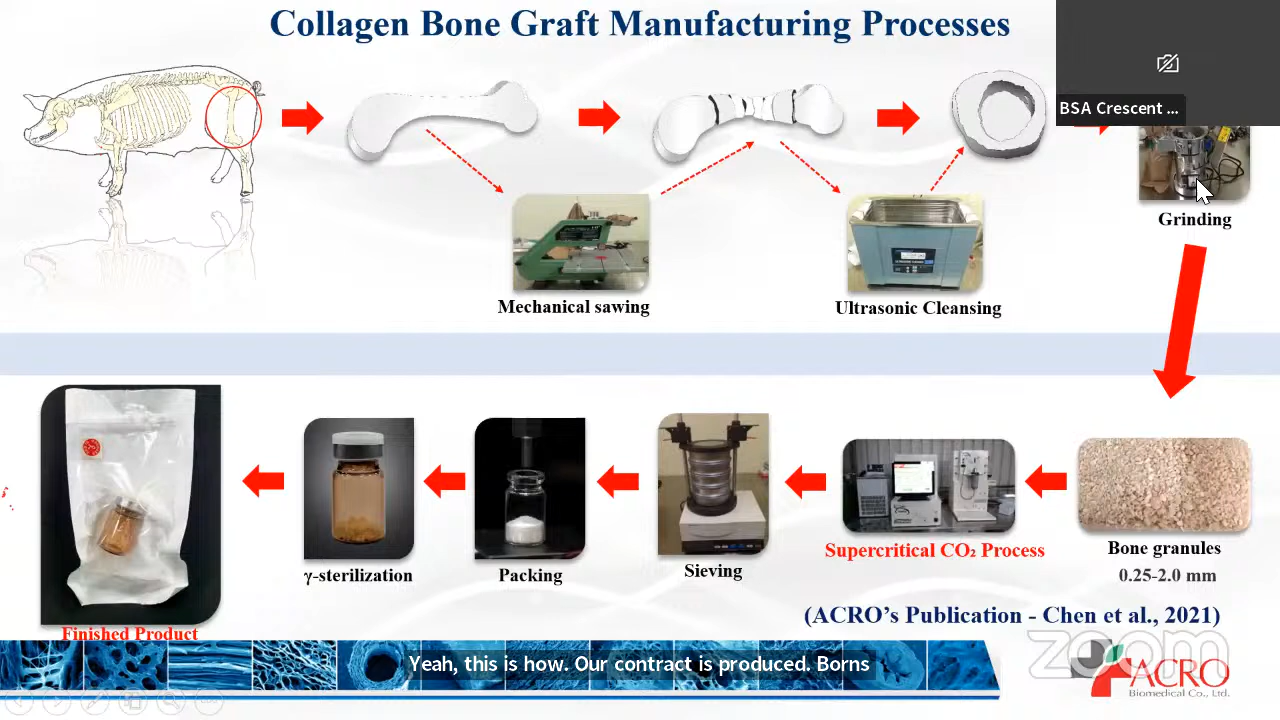 Collagen Bone Graft Manufacturing Processes
BSA Crescent ...
Mechanical sawing
Ultrasonic Cleansing
Grinding
Finished Product
γ-sterilization
Packing
Sieving
Supercritical CO₂ Process
Bone granules
0.25-2.0 mm
(ACRO's Publication - Chen et al., 2021)
Yeah, this is how. Our contract is produced. Borns
zoom
ACRO
Biomedical Co., Ltd.